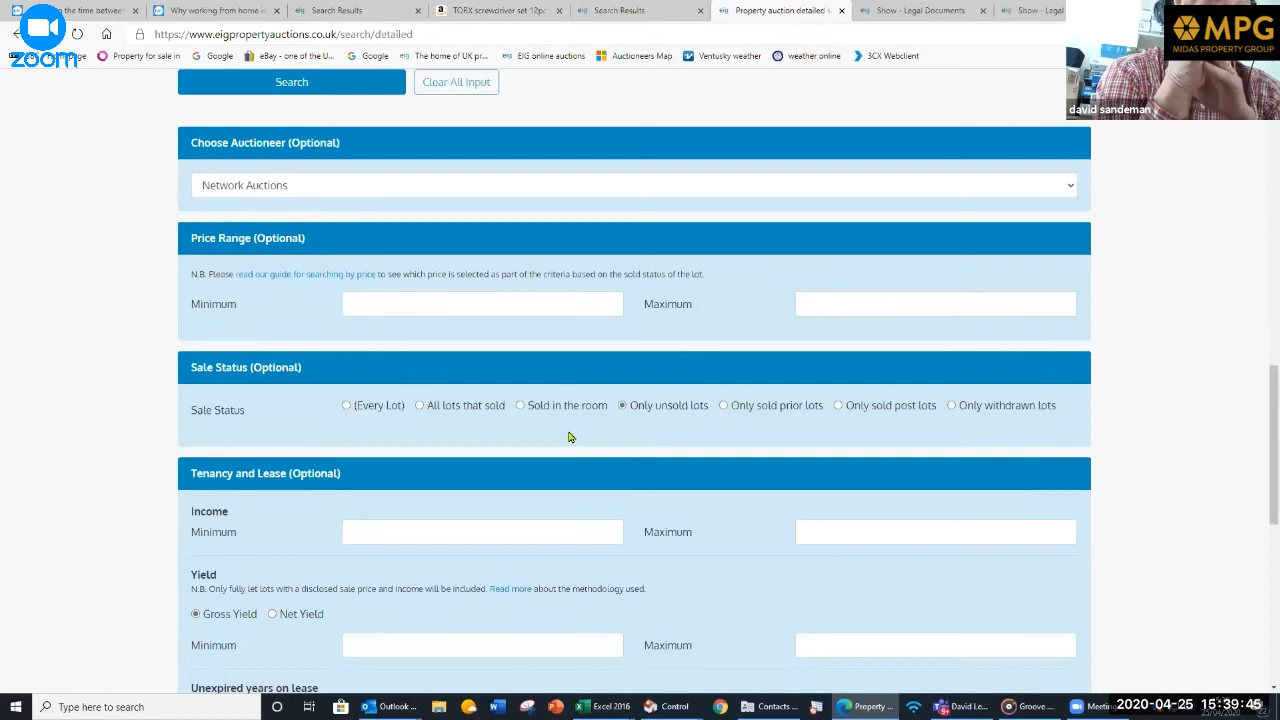 Working from home is
Why working from home is
Search Results
Search Results
Property auction detailed s
Show - Auction Documents
Show - Legal
zoom
https://www.eigpropertyauctions.co.uk/search/detailed
Property for sale in
Google
eBay - one of the U...
Google
The home of Dr pr...
EI online auctions
Auctioneers Map
Ventusky weather
weather online
3CX Webclient
MPG
MIDAS PROPERTY GROUP
david sandeman
Search
Clear All Input
Choose Auctioneer (Optional)
Network Auctions
Price Range (Optional)
N.B. Please read our guide for searching by price to see which price is selected as part of the criteria based on the sold status of the lot.
Minimum
Maximum
Sale Status (Optional)
Sale Status
(Every Lot)
All lots that sold
Sold in the room
Only unsold lots
Only sold prior lots
Only sold post lots
Only withdrawn lots
Tenancy and Lease (Optional)
Income
Minimum
Maximum
Yield
N.B. Only fully let lots with a disclosed sale price and income will be included. Read more about the methodology used.
Gross Yield
Net Yield
Minimum
Maximum
Unexpired years on lease
Type here to search
Outlook ...
Excel 2016
Control
Contacts ...
Property ...
David Le...
Groove ...
Meeting
2020-04-25 15:39:45